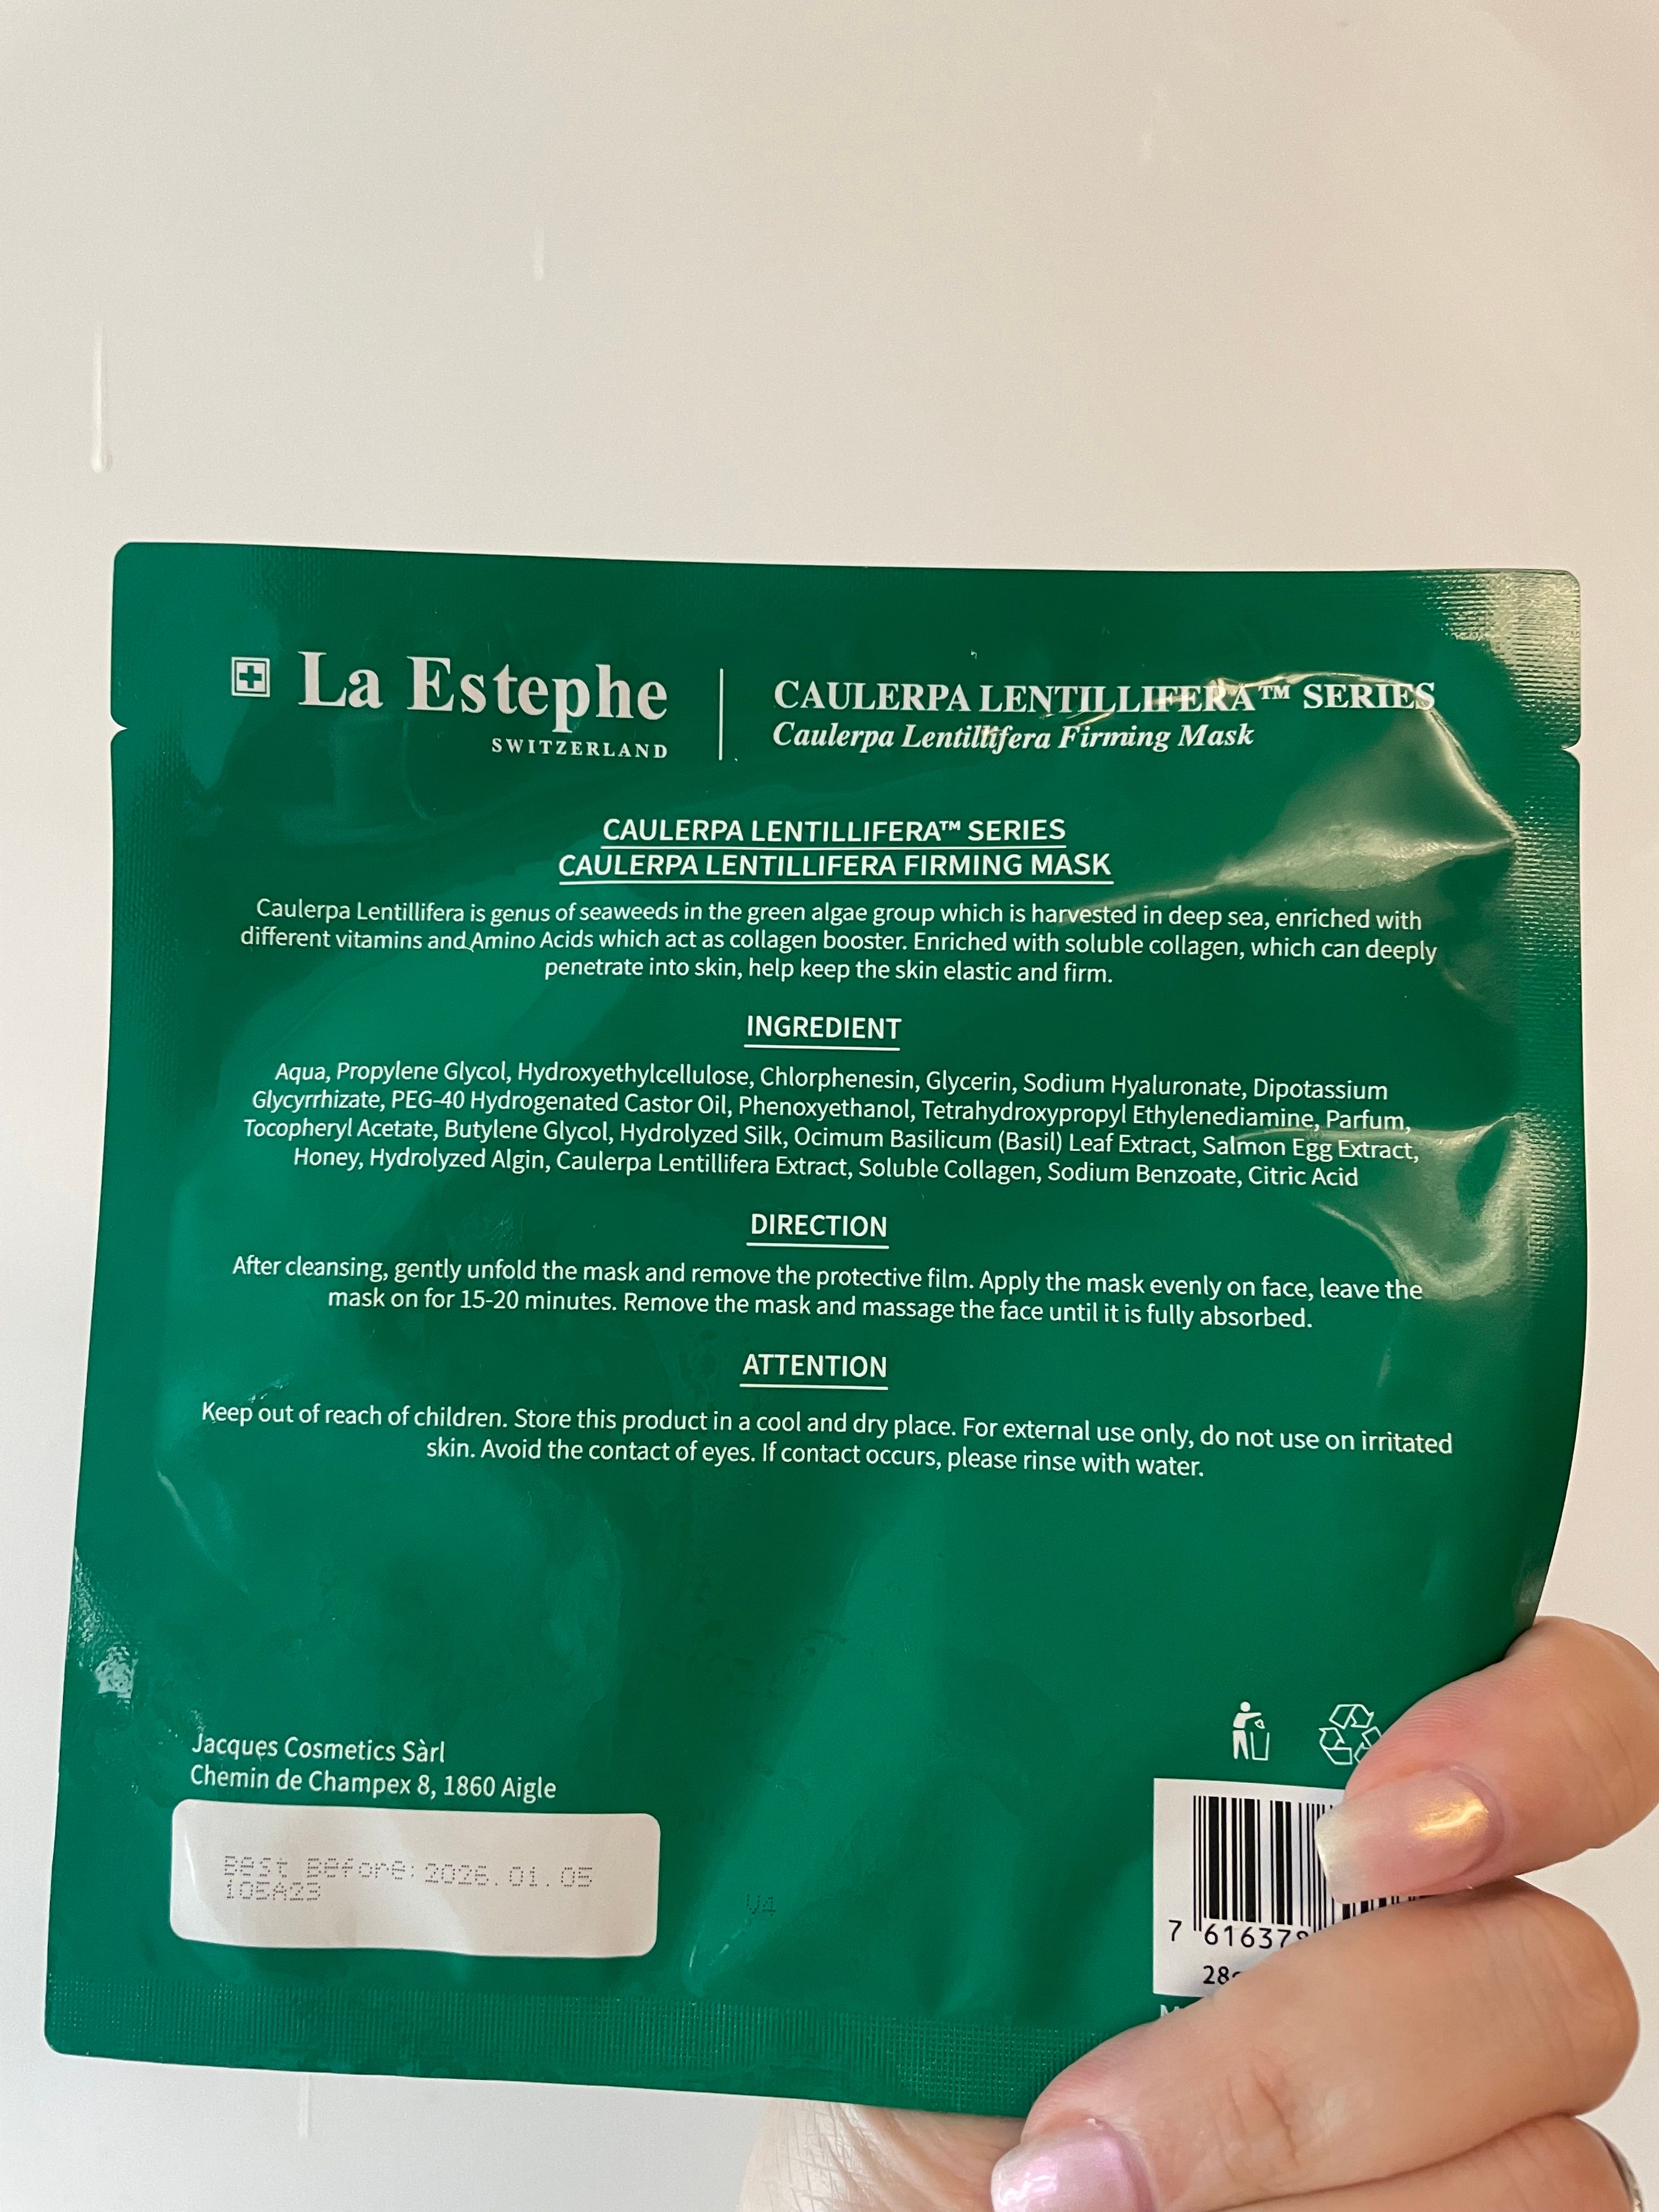 La Estephe
SWITZERLAND
CAULERPA LENTILLIFERA™ SERIES
Caulerpa Lentillifera Firming Mask
CAULERPA LENTILLIFERA™ SERIES
CAULERPA LENTILLIFERA FIRMING MASK
Caulerpa Lentillifera is genus of seaweeds in the green algae group which is harvested in deep sea, enriched with
different vitamins and Amino Acids which act as collagen booster. Enriched with soluble collagen, which can deeply
penetrate into skin, help keep the skin elastic and firm.
INGREDIENT
Aqua, Propylene Glycol, Hydroxyethylcellulose, Chlorphenesin, Glycerin, Sodium Hyaluronate, Dipotassium
Glycyrrhizate, PEG-40 Hydrogenated Castor Oil, Phenoxyethanol, Tetrahydroxypropyl Ethylenediamine, Parfum,
Tocopheryl Acetate, Butylene Glycol, Hydrolyzed Silk, Ocimum Basilicum (Basil) Leaf Extract, Salmon Egg Extract,
Honey, Hydrolyzed Algin, Caulerpa Lentillifera Extract, Soluble Collagen, Sodium Benzoate, Citric Acid
DIRECTION
After cleansing, gently unfold the mask and remove the protective film. Apply the mask evenly on face, leave the
mask on for 15-20 minutes. Remove the mask and massage the face until it is fully absorbed.
ATTENTION
Keep out of reach of children. Store this product in a cool and dry place. For external use only, do not use on irritated
skin. Avoid the contact of eyes. If contact occurs, please rinse with water.
Jacques Cosmetics Sàrl
Chemin de Champex 8, 1860 Aigle
Best Before: 2026.01.05
105A23
U4
7 61637